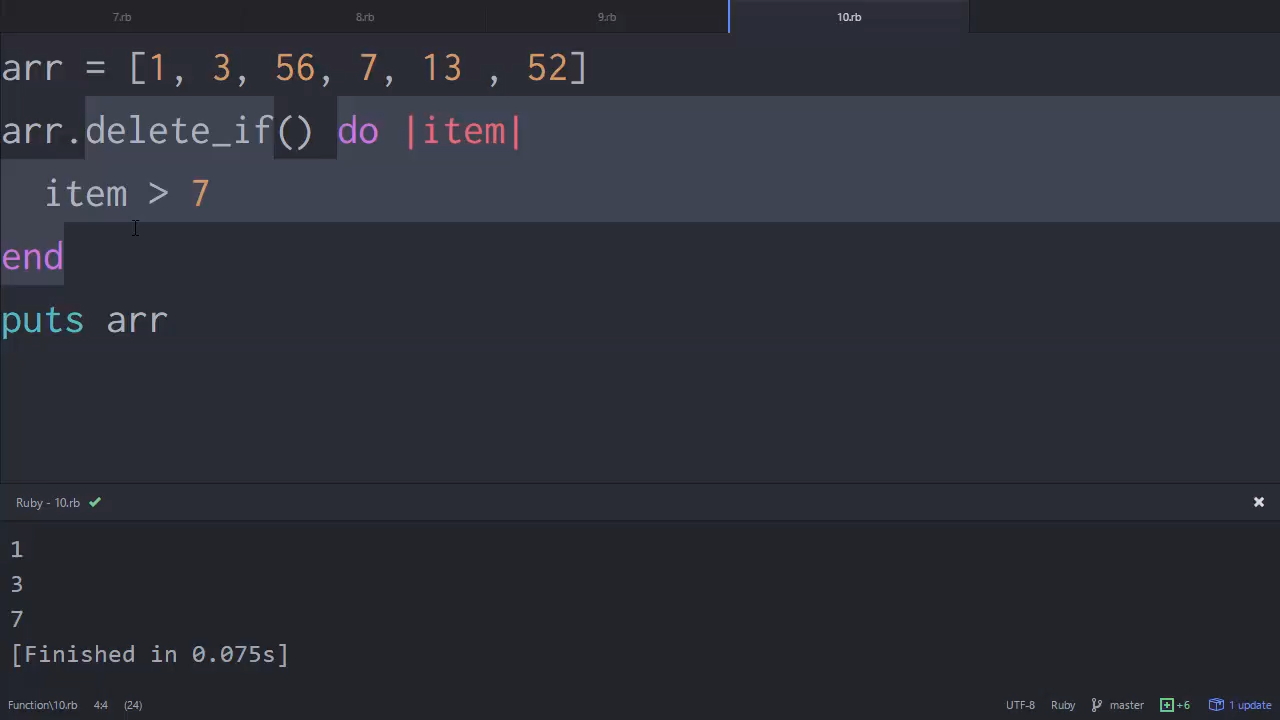 7.rb 8.rb 9.rb 10.rb
arr = [1, 3, 56, 7, 13 , 52]
arr.delete_if() do |item|
  item > 7
end
puts arr
Ruby - 10.rb
1
3
7
[Finished in 0.075s]
Function\10.rb 4:4 (24) UTF-8 Ruby master +6 1 update